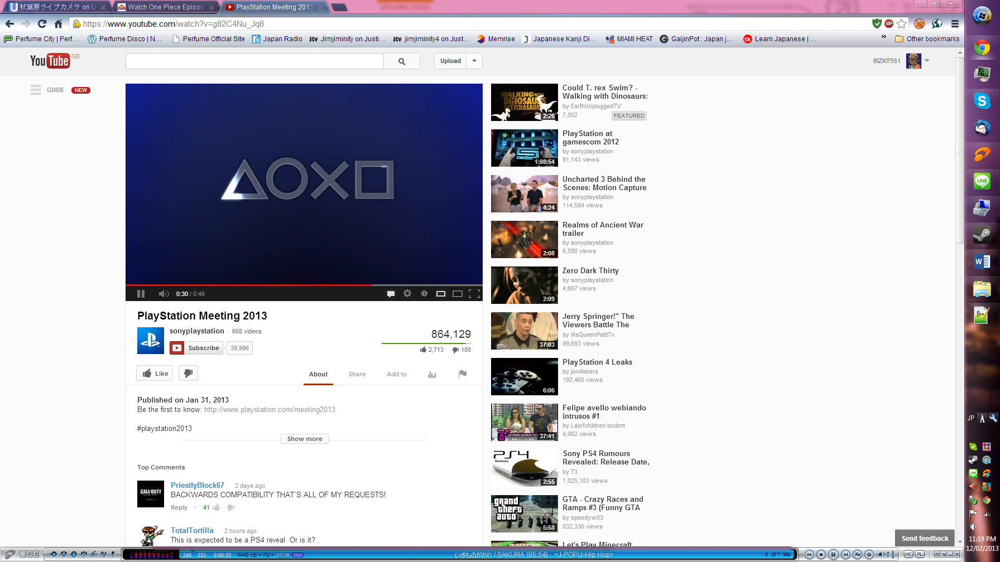 秋葉原ライブカメラ on U
Watch One Piece Episod
PlayStation Meeting 2013
https://www.youtube.com/watch?v=g82C4Nu_Jq8
ABP
Perfume City | Perf...
Perfume Disco | N...
Perfume Official Site
Japan Radio
Jtv Jimjiminity on Justi...
Jtv jimjiminity4 on Just...
Memrise
J Japanese Kanji Di...
MIAMI HEAT
GaijinPot : Japan j...
tk Learn Japanese | ...
Other bookmarks
YouTube GB
Upload
BIZKIT551
GUIDE NEW
0:30 / 0:45
PlayStation Meeting 2013
sonyplaystation · 668 videos
Subscribe 39,996
864,129
2,713 180
Like
About Share Add to
Published on Jan 31, 2013
Be the first to know: http://www.playstation.com/meeting2013
#playstation2013
Show more
Top Comments
CALL OF DUTY
PriestlyBlock67 2 days ago
BACKWARDS COMPATIBILITY THAT´S ALL OF MY REQUESTS!
Reply · 41
TotalTortilla 2 hours ago
This is expected to be a PS4 reveal. Or is it?
WALKING WITH DINOSAURS SKETCHASAURUS
2:26
Could T. rex Swim? -
Walking with Dinosaurs:
by EarthUnpluggedTV
7,802 FEATURED
1:08:54
PlayStation at
gamescom 2012
by sonyplaystation
91,143 views
4:24
Uncharted 3 Behind the
Scenes: Motion Capture
by sonyplaystation
114,584 views
2:08
Realms of Ancient War
trailer
by sonyplaystation
6,590 views
2:09
Zero Dark Thirty
by sonyplaystation
4,667 views
37:03
Jerry Springer!" The
Viewers Battle The
by MsQueenPattiTv
99,693 views
6:06
PlayStation 4 Leaks
by jon4lakers
192,460 views
37:41
Felipe avello webiando
intrusos #1
by Laiofchildren bodom
4,982 views
PS4
Rumours
2:55
Sony PS4 Rumours
Revealed: Release Date,
by T3
1,025,103 views
grand theft auto
5:58
GTA - Crazy Races and
Ramps #3 (Funny GTA
by speedyw03
832,336 views
Let's Play Minecraft
Send feedback
LINE
JP A
11:19 PM
12/02/2013
E P S
248 223 0:00:25 A↔B DISC FILE
いきものがかり / SAKURA [05:54] <J-POP/J-Hip Hop>
MC PL